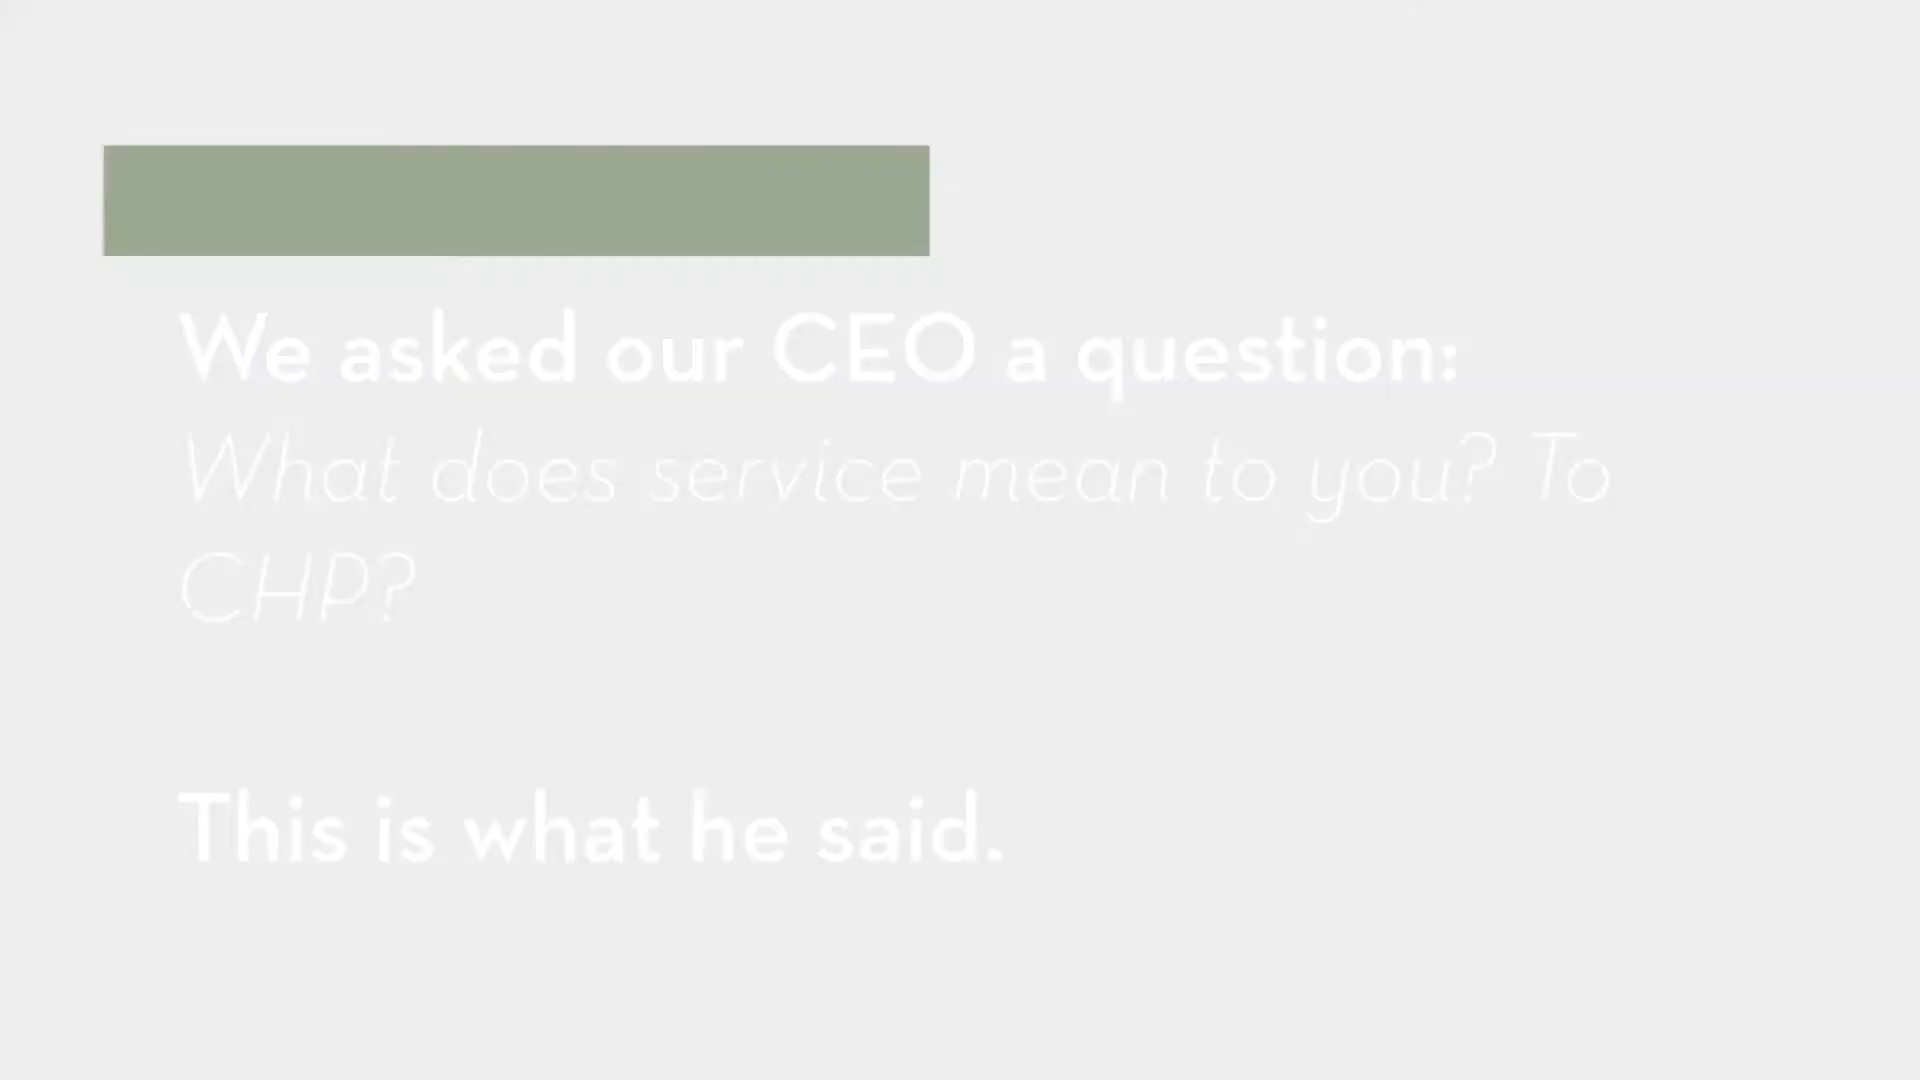 We asked our CEO a question:
What does service mean to you? To
CHP?
This is what he said.